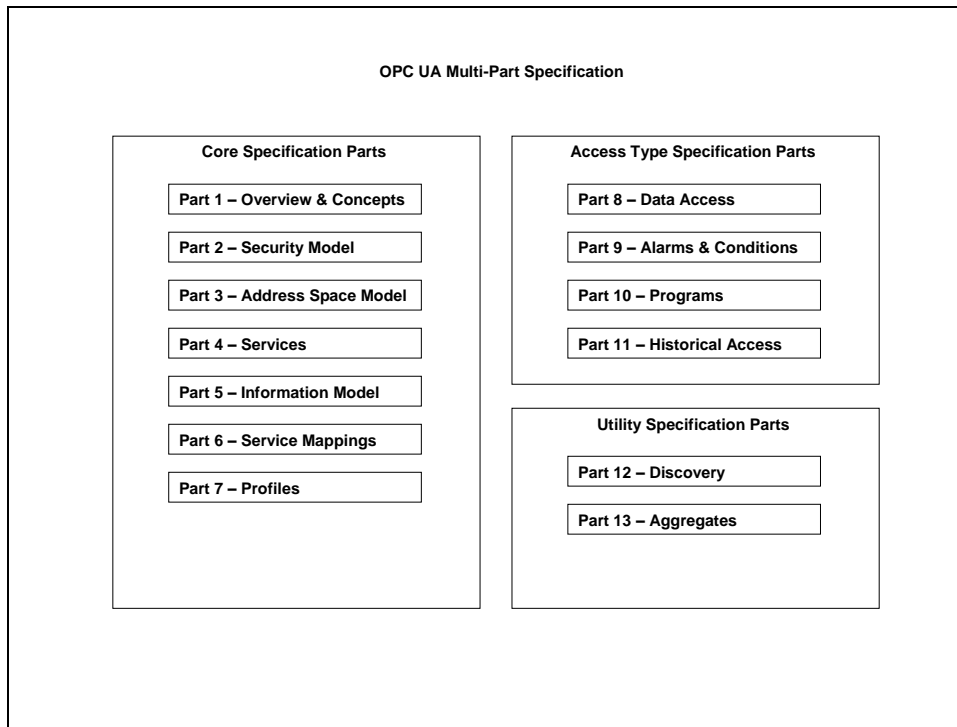 OPC UA Multi-Part Specification
Core Specification Parts
Part 1 – Overview & Concepts
Part 2 – Security Model
Part 3 – Address Space Model
Part 4 – Services
Part 5 – Information Model
Part 6 – Service Mappings
Part 7 – Profiles
Access Type Specification Parts
Part 8 – Data Access
Part 9 – Alarms & Conditions
Part 10 – Programs
Part 11 – Historical Access
Utility Specification Parts
Part 12 – Discovery
Part 13 – Aggregates